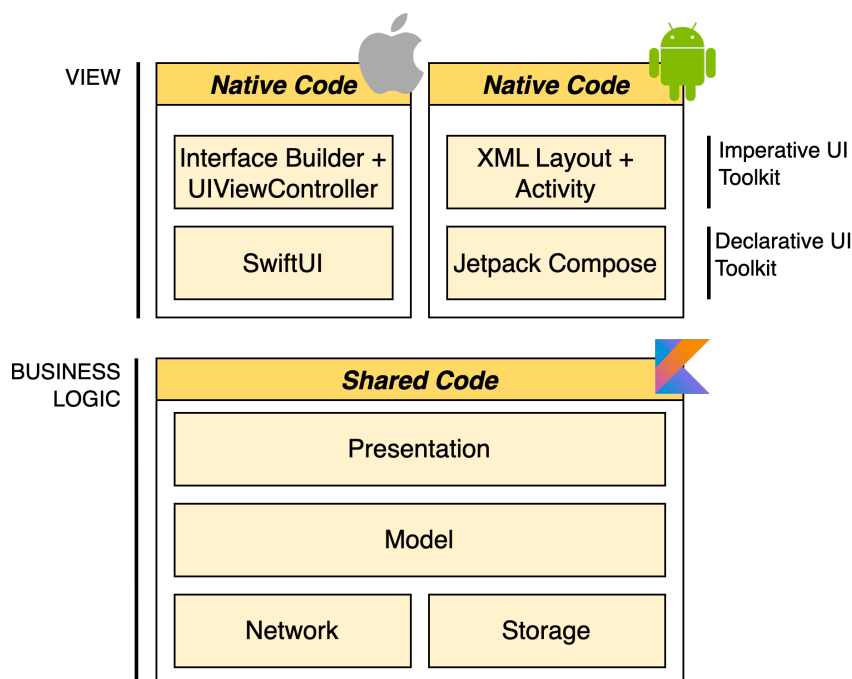 VIEW
Native Code
Native Code
Interface Builder +
UIViewController
XML Layout +
Activity
Imperative UI
Toolkit
SwiftUI
Jetpack Compose
Declarative UI
Toolkit
BUSINESS
LOGIC
Shared Code
Presentation
Model
Network
Storage